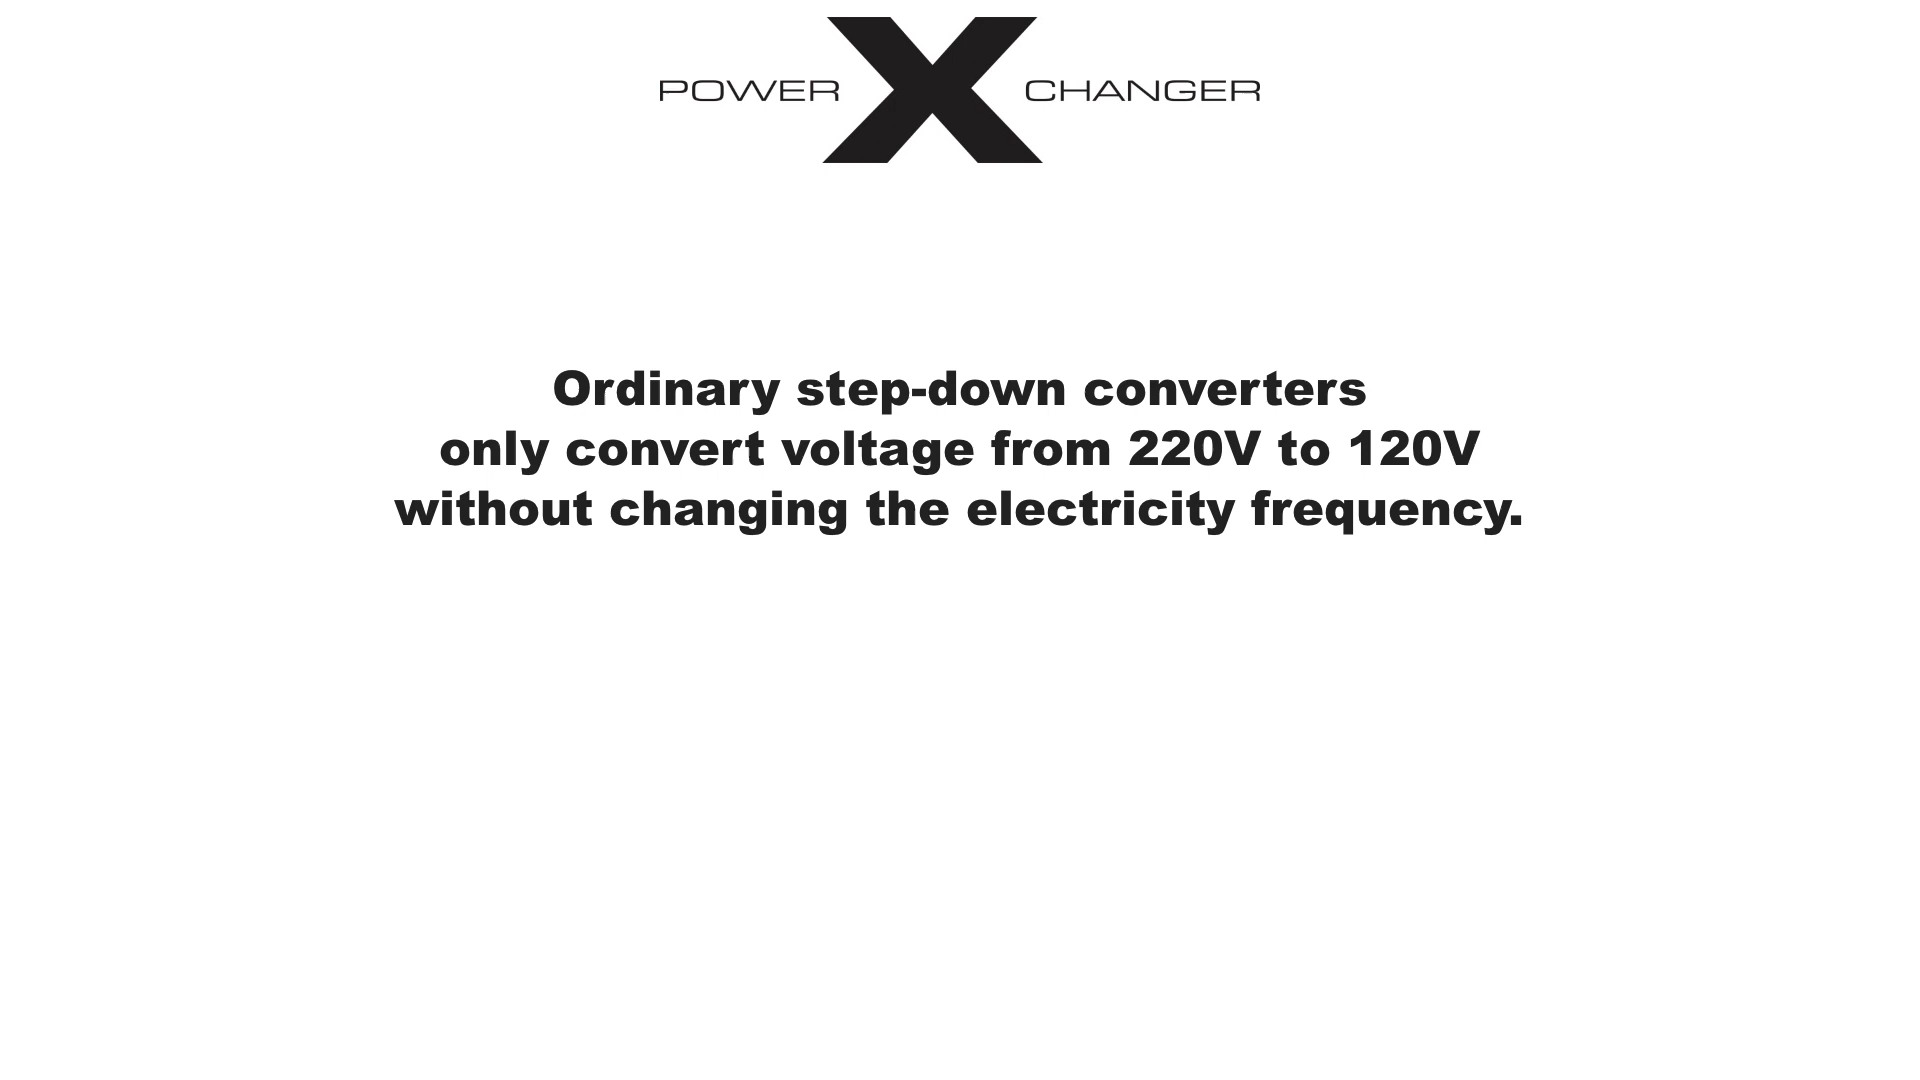 POWER X CHANGER
Ordinary step-down converters
only convert voltage from 220V to 120V
without changing the electricity frequency.